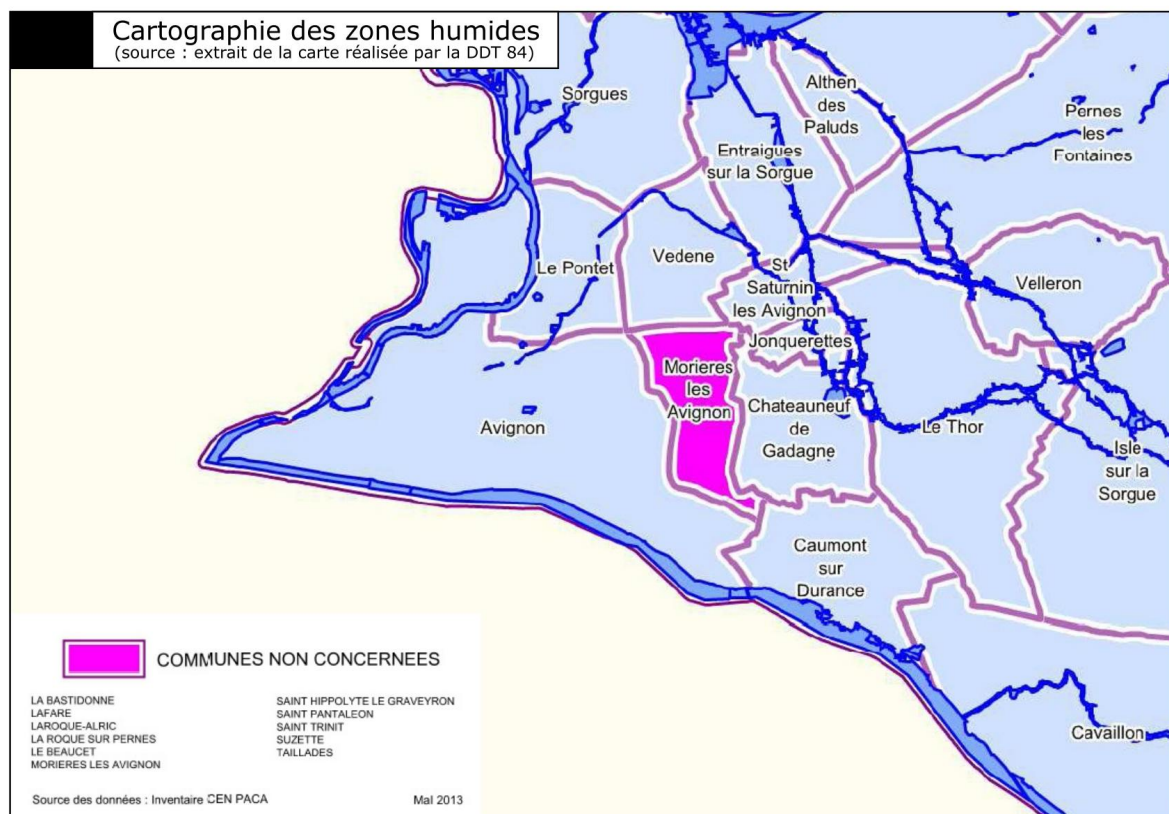 Cartographie des zones humides
(source : extrait de la carte réalisée par la DDT 84)
Sorgues
Althen
des
Paluds
Pernes
les
Fontaines
Entraigues
sur la Sorgue
Le Pontet
Vedene
St
Saturnin
les Avignon
Velleron
Jonquerettes
Morieres
les
Avignon
Avignon
Chateauneuf
de
Gadagne
Le Thor
Isle
sur la
Sorgue
Caumont
sur
Durance
Cavaillon
COMMUNES NON CONCERNEES
LA BASTIDONNE
LAFARE
LAROQUE-ALRIC
LA ROQUE SUR PERNES
LE BEAUCET
MORIERES LES AVIGNON
SAINT HIPPOLYTE LE GRAVEYRON
SAINT PANTALEON
SAINT TRINIT
SUZETTE
TAILLADES
Source des données : Inventaire CEN PACA
Mai 2013